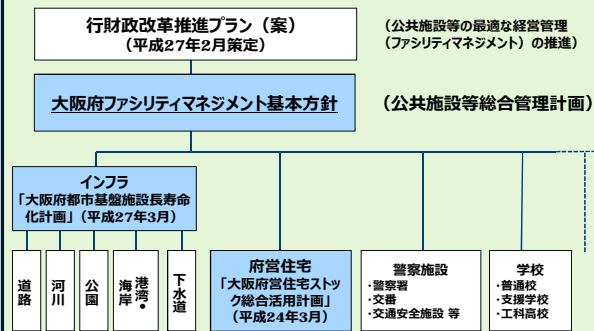 行財政改革推進プラン（案）
（平成27年2月策定）
（公共施設等の最適な経営管理
（ファシリティマネジメント）の推進）
大阪府ファシリティマネジメント基本方針
（公共施設等総合管理計画）
インフラ
「大阪府都市基盤施設長寿命
化計画」（平成27年3月）
道路
河川
公園
港湾・
海岸
下水道
府営住宅
「大阪府営住宅ストッ
ク総合活用計画」
（平成24年3月）
警察施設
・警察署
・交番
・交通安全施設 等
学校
・普通校
・支援学校
・工科高校